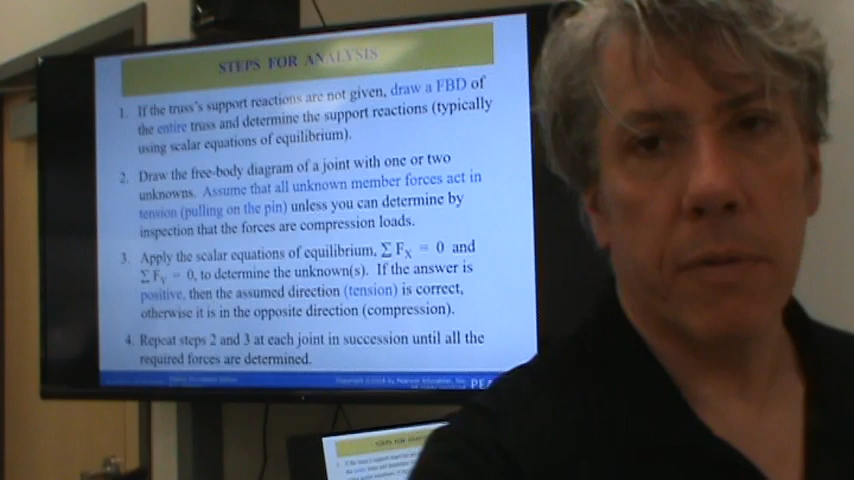 STEPS FOR ANALYSIS
1. If the truss's support reactions are not given, draw a FBD of
the entire truss and determine the support reactions (typically
using scalar equations of equilibrium).
2. Draw the free-body diagram of a joint with one or two
unknowns. Assume that all unknown member forces act in
tension (pulling on the pin) unless you can determine by
inspection that the forces are compression loads.
3. Apply the scalar equations of equilibrium, ∑ FX = 0 and
∑ FY = 0, to determine the unknown(s). If the answer is
positive, then the assumed direction (tension) is correct,
otherwise it is in the opposite direction (compression).
4. Repeat steps 2 and 3 at each joint in succession until all the
required forces are determined.